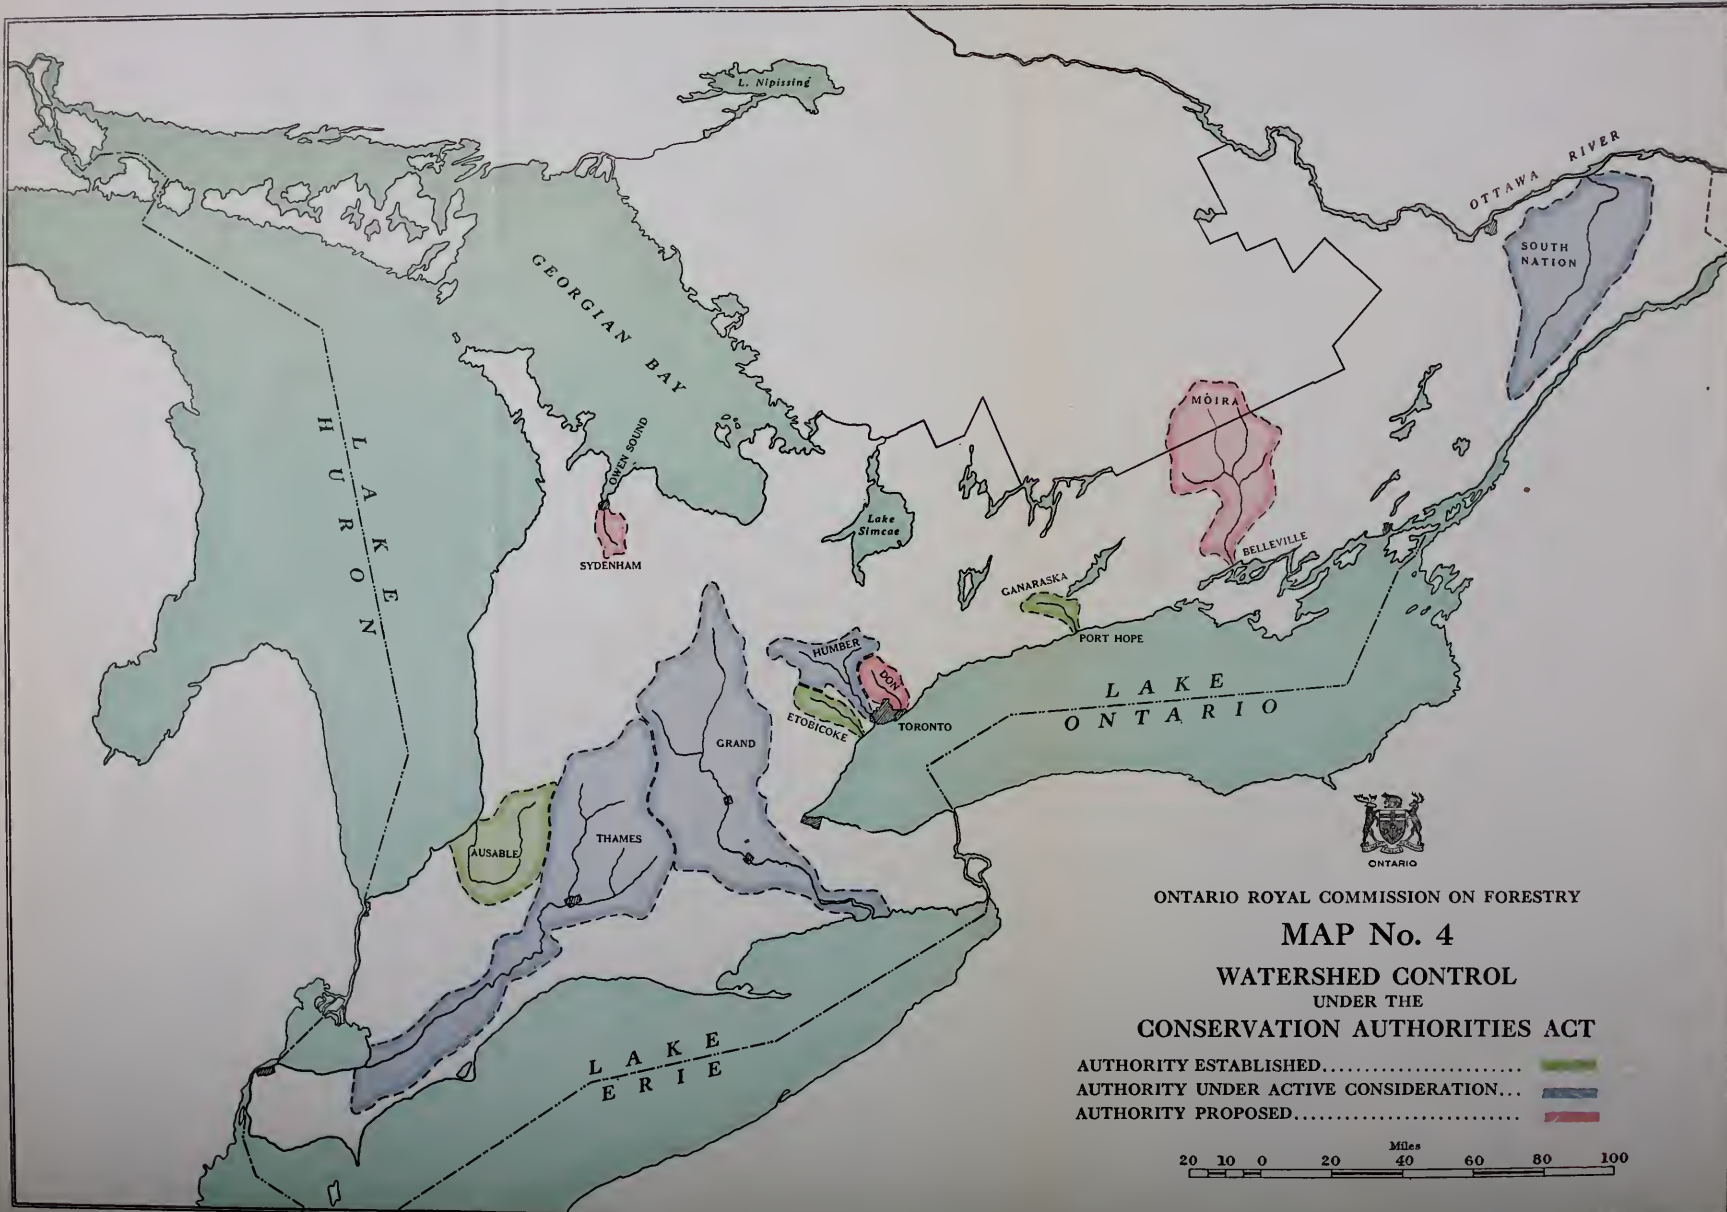 L. Nipissing
OTTAWA RIVER
SOUTH
NATION
GEORGIAN BAY
MOIRA
OWEN SOUND
LAKE
HURON
Lake
Simcae
SYDENHAM
BELLEVILLE
GANARASKA
PORT HOPE
HUMBER
DON
ETOBICOKE
TORONTO
LAKE
ONTARIO
GRAND
THAMES
AUSABLE
LAKE
ERIE
ONTARIO
ONTARIO ROYAL COMMISSION ON FORESTRY
MAP No. 4
WATERSHED CONTROL
UNDER THE
CONSERVATION AUTHORITIES ACT
AUTHORITY ESTABLISHED........................
AUTHORITY UNDER ACTIVE CONSIDERATION...
AUTHORITY PROPOSED...........................
Miles
20 10 0 20 40 60 80 100